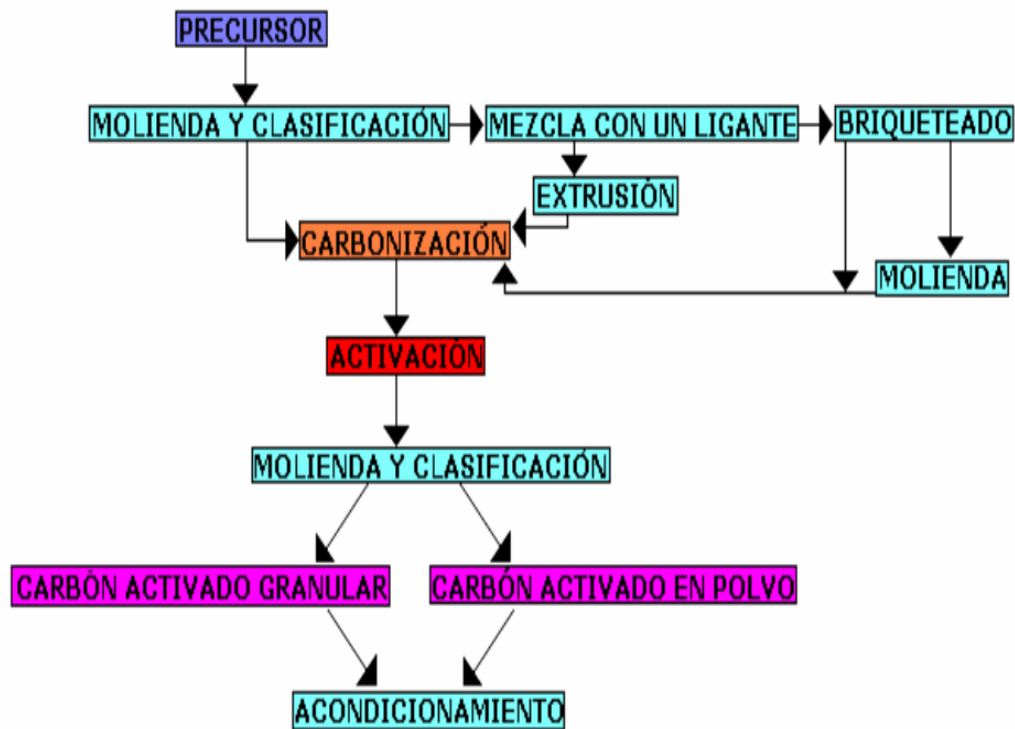 PRECURSOR
MOLIENDA Y CLASIFICACIÓN
MEZCLA CON UN LIGANTE
BRIQUETEADO
EXTRUSIÓN
CARBONIZACIÓN
MOLIENDA
ACTIVACIÓN
MOLIENDA Y CLASIFICACIÓN
CARBÓN ACTIVADO GRANULAR
CARBÓN ACTIVADO EN POLVO
ACONDICIONAMIENTO